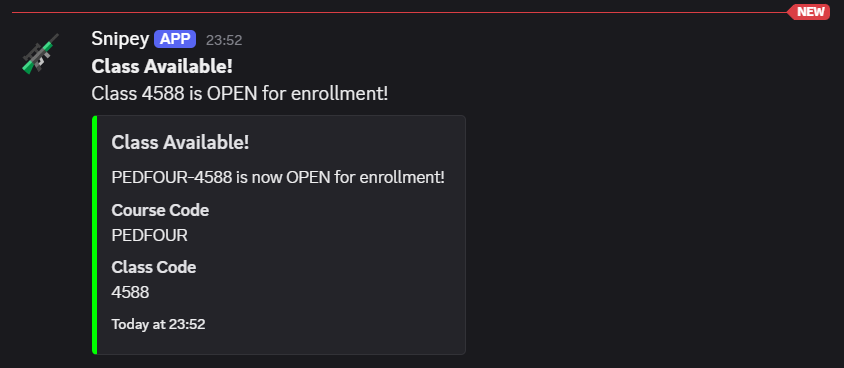 NEW
Snipey APP 23:52
Class Available!
Class 4588 is OPEN for enrollment!
Class Available!
PEDFOUR-4588 is now OPEN for enrollment!
Course Code
PEDFOUR
Class Code
4588
Today at 23:52